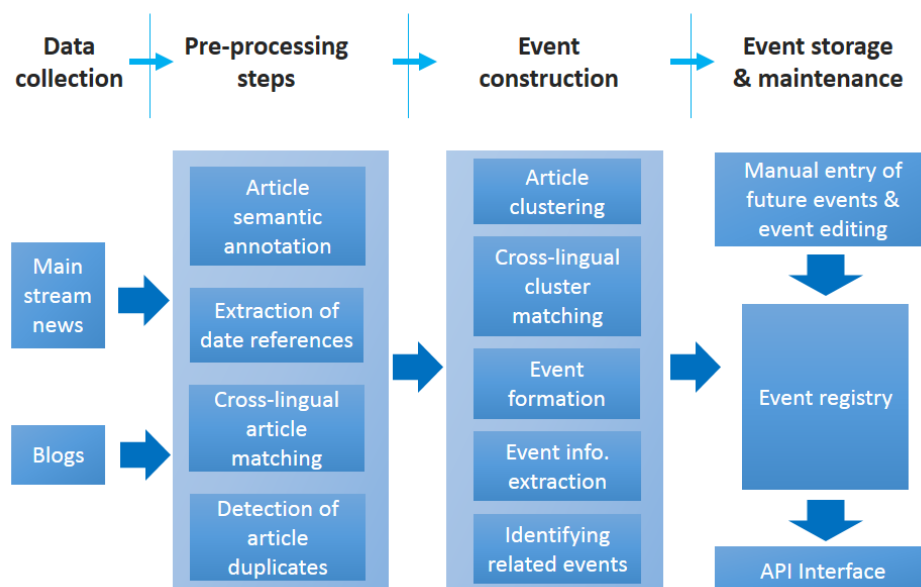 Data
collection
Pre-processing
steps
Event
construction
Event storage
& maintenance
Main
stream
news
Blogs
Article
semantic
annotation
Extraction of
date references
Cross-lingual
article
matching
Detection of
article
duplicates
Article
clustering
Cross-lingual
cluster
matching
Event
formation
Event info.
extraction
Identifying
related events
Manual entry of
future events &
event editing
Event registry
API Interface